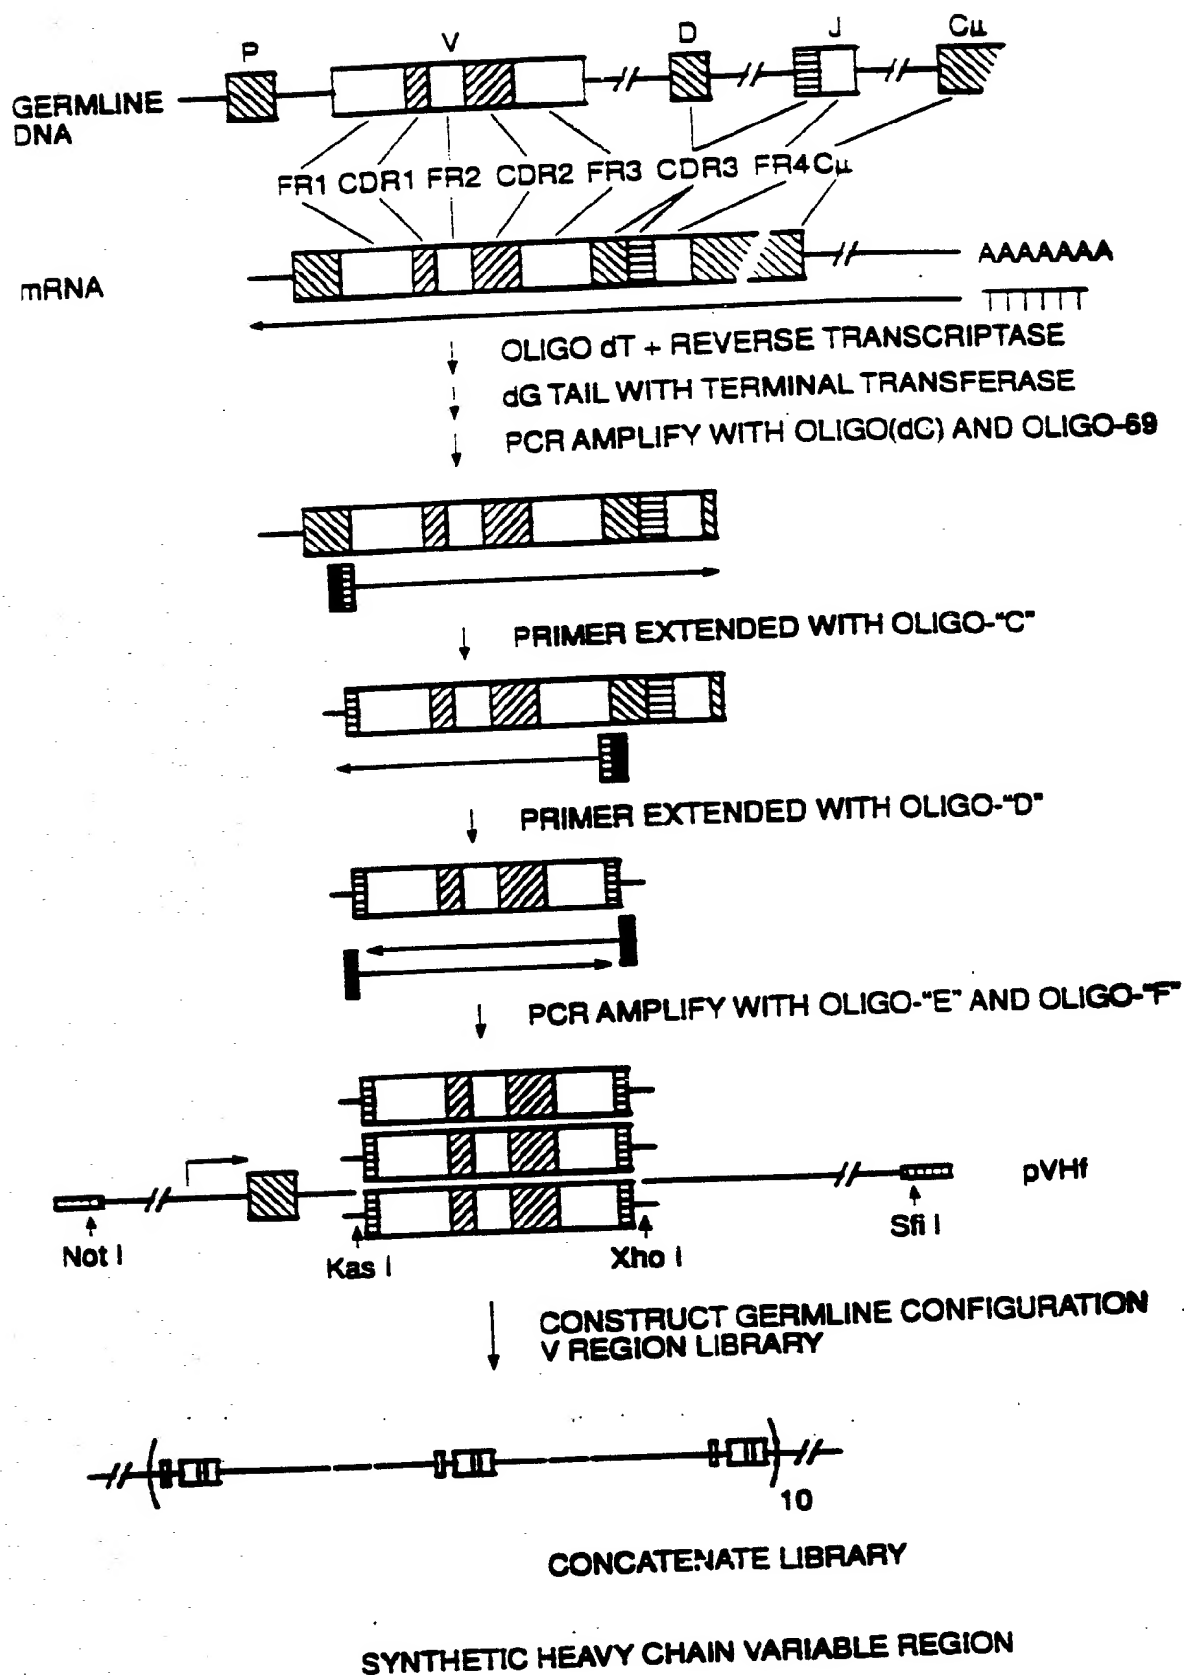 P V D J Cμ
GERMLINE
DNA
FR1 CDR1 FR2 CDR2 FR3 CDR3 FR4 Cμ
mRNA
AAAAAAA
TTTTTT
OLIGO dT + REVERSE TRANSCRIPTASE
dG TAIL WITH TERMINAL TRANSFERASE
PCR AMPLIFY WITH OLIGO(dC) AND OLIGO-69
PRIMER EXTENDED WITH OLIGO-"C"
PRIMER EXTENDED WITH OLIGO-"D"
PCR AMPLIFY WITH OLIGO-"E" AND OLIGO-"F"
pVHf
Not I
Kas I
Xho I
Sfi I
CONSTRUCT GERMLINE CONFIGURATION
V REGION LIBRARY
10
CONCATENATE LIBRARY
SYNTHETIC HEAVY CHAIN VARIABLE REGION